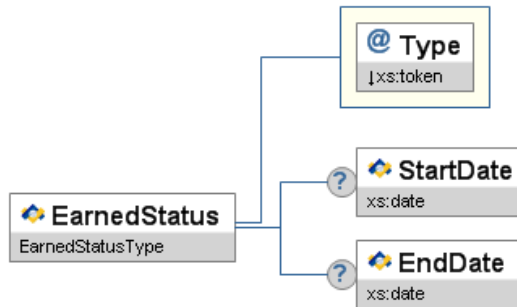 @ Type
↓xs:token
? StartDate
xs:date
EarnedStatus
EarnedStatusType
? EndDate
xs:date